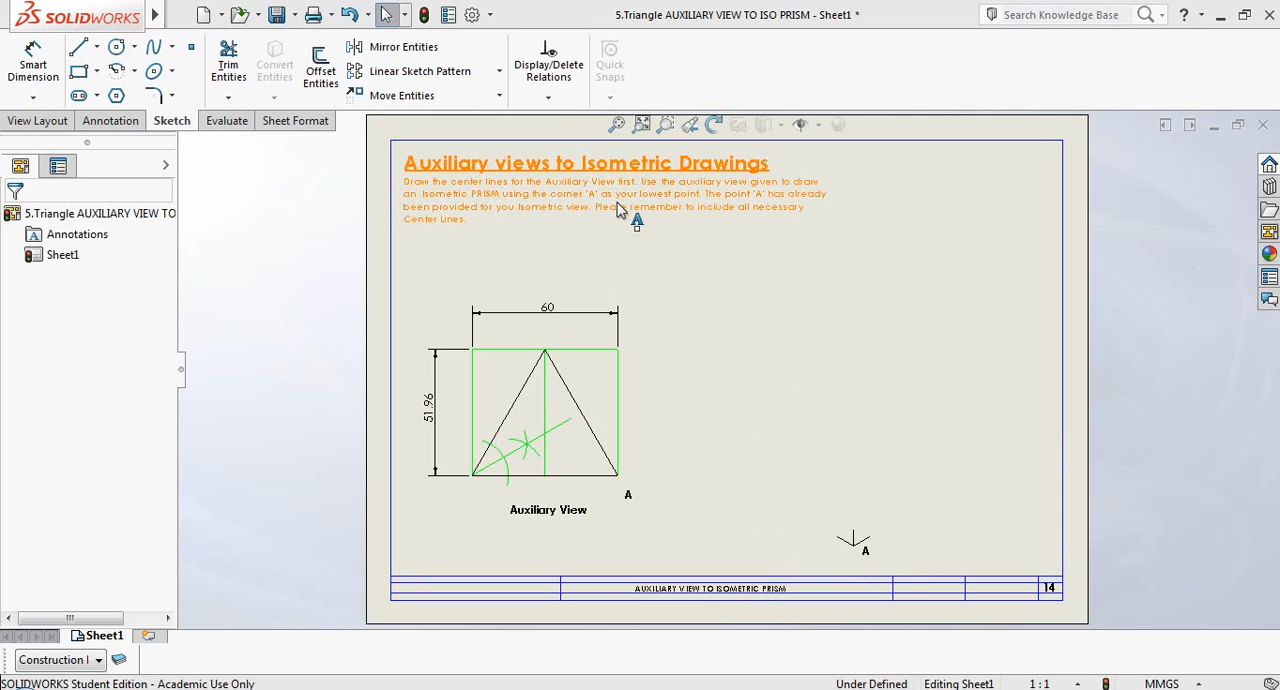 SOLIDWORKS
5.Triangle AUXILIARY VIEW TO ISO PRISM - Sheet1 *
Search Knowledge Base
Smart Dimension
Trim Entities
Convert Entities
Offset Entities
Mirror Entities
Linear Sketch Pattern
Move Entities
Display/Delete Relations
Quick Snaps
View Layout
Annotation
Sketch
Evaluate
Sheet Format
5.Triangle AUXILIARY VIEW TO
Annotations
Sheet1
Auxiliary views to Isometric Drawings
Draw the center lines for the Auxiliary View first. Use the auxiliary view given to draw
an Isometric PRISM using the corner 'A' as your lowest point. The point 'A' has already
been provided for you Isometric view. Please remember to include all necessary
Center Lines.
60
51.96
A
Auxiliary View
A
AUXILIARY VIEW TO ISOMETRIC PRISM
14
Sheet1
Construction
SOLIDWORKS Student Edition - Academic Use Only
Under Defined
Editing Sheet1
1 : 1
MMGS